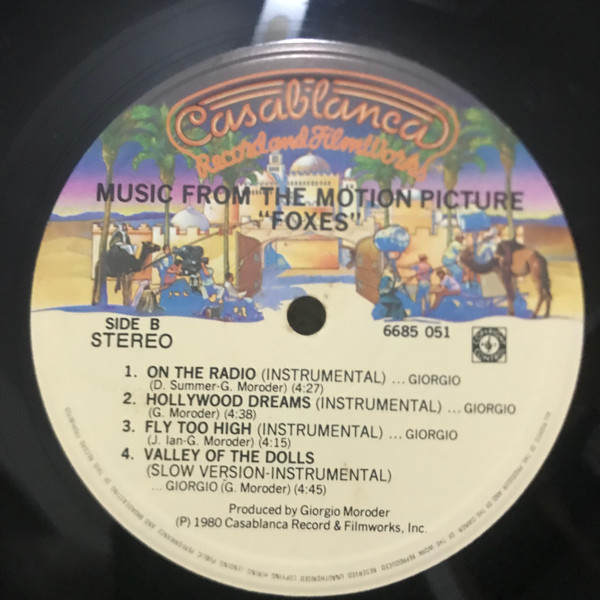 Casablanca
Record and FilmWorks
MUSIC FROM THE MOTION PICTURE
"FOXES"
SIDE B
STEREO
6685 051
1. ON THE RADIO (INSTRUMENTAL) ... GIORGIO
(D. Summer-G. Moroder) (4:27)
2. HOLLYWOOD DREAMS (INSTRUMENTAL) ... GIORGIO
(G. Moroder) (4:38)
3. FLY TOO HIGH (INSTRUMENTAL) ... GIORGIO
(J. Ian-G. Moroder) (4:15)
4. VALLEY OF THE DOLLS
(SLOW VERSION-INSTRUMENTAL)
... GIORGIO (G. Moroder) (4:45)
Produced by Giorgio Moroder
(P) 1980 Casablanca Record & Filmworks, Inc.